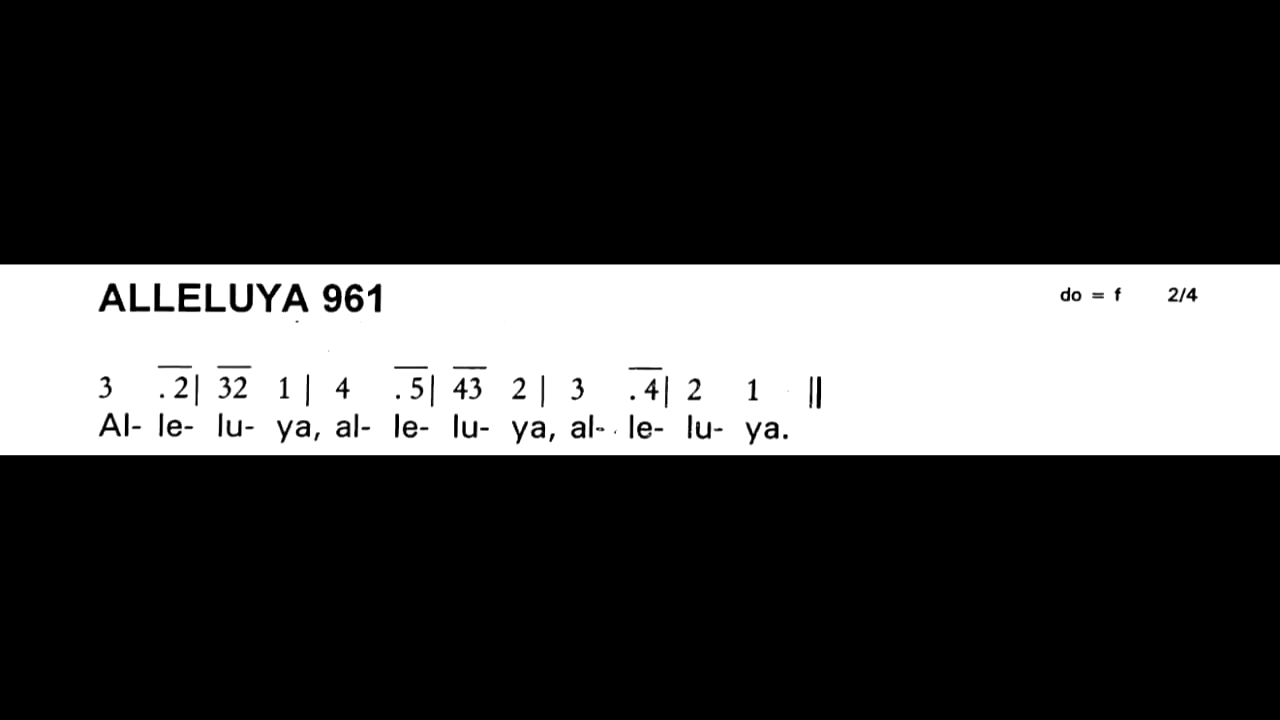 ALLELUYA 961 do = f 2/4
3 .2| 32 1 | 4 .5| 43 2 | 3 .4| 2 1 ||
Al- le- lu- ya, al- le- lu- ya, al- le- lu- ya.